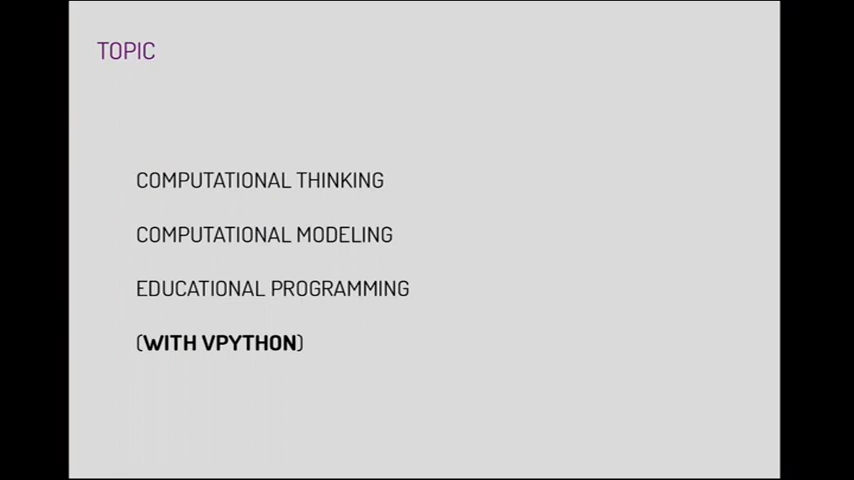 TOPIC
COMPUTATIONAL THINKING
COMPUTATIONAL MODELING
EDUCATIONAL PROGRAMMING
(WITH VPYTHON)